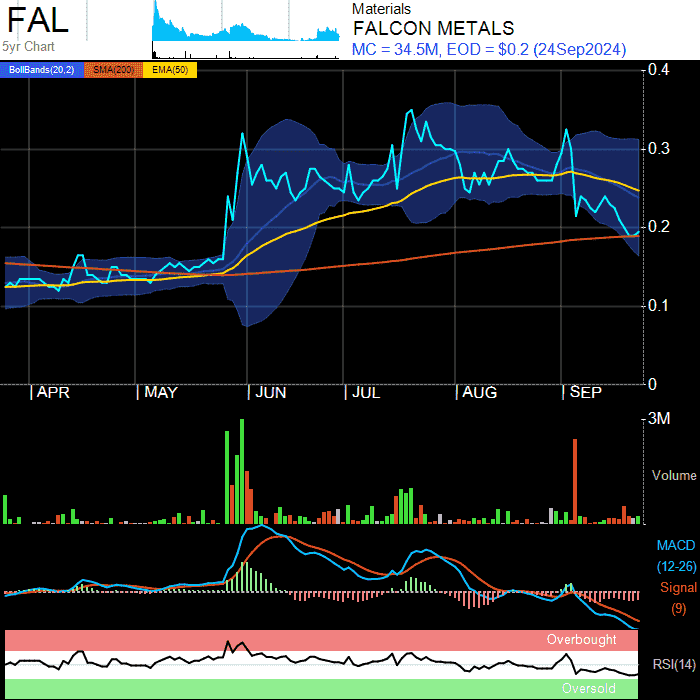 FAL
5yr Chart
Materials
FALCON METALS
MC = 34.5M, EOD = $0.2 (24Sep2024)
BollBands(20,2) SMA(200) EMA(50)
0.4
0.3
0.2
0.1
0
APR MAY JUN JUL AUG SEP
3M
Volume
MACD
(12-26)
Signal
(9)
Overbought
RSI(14)
Oversold